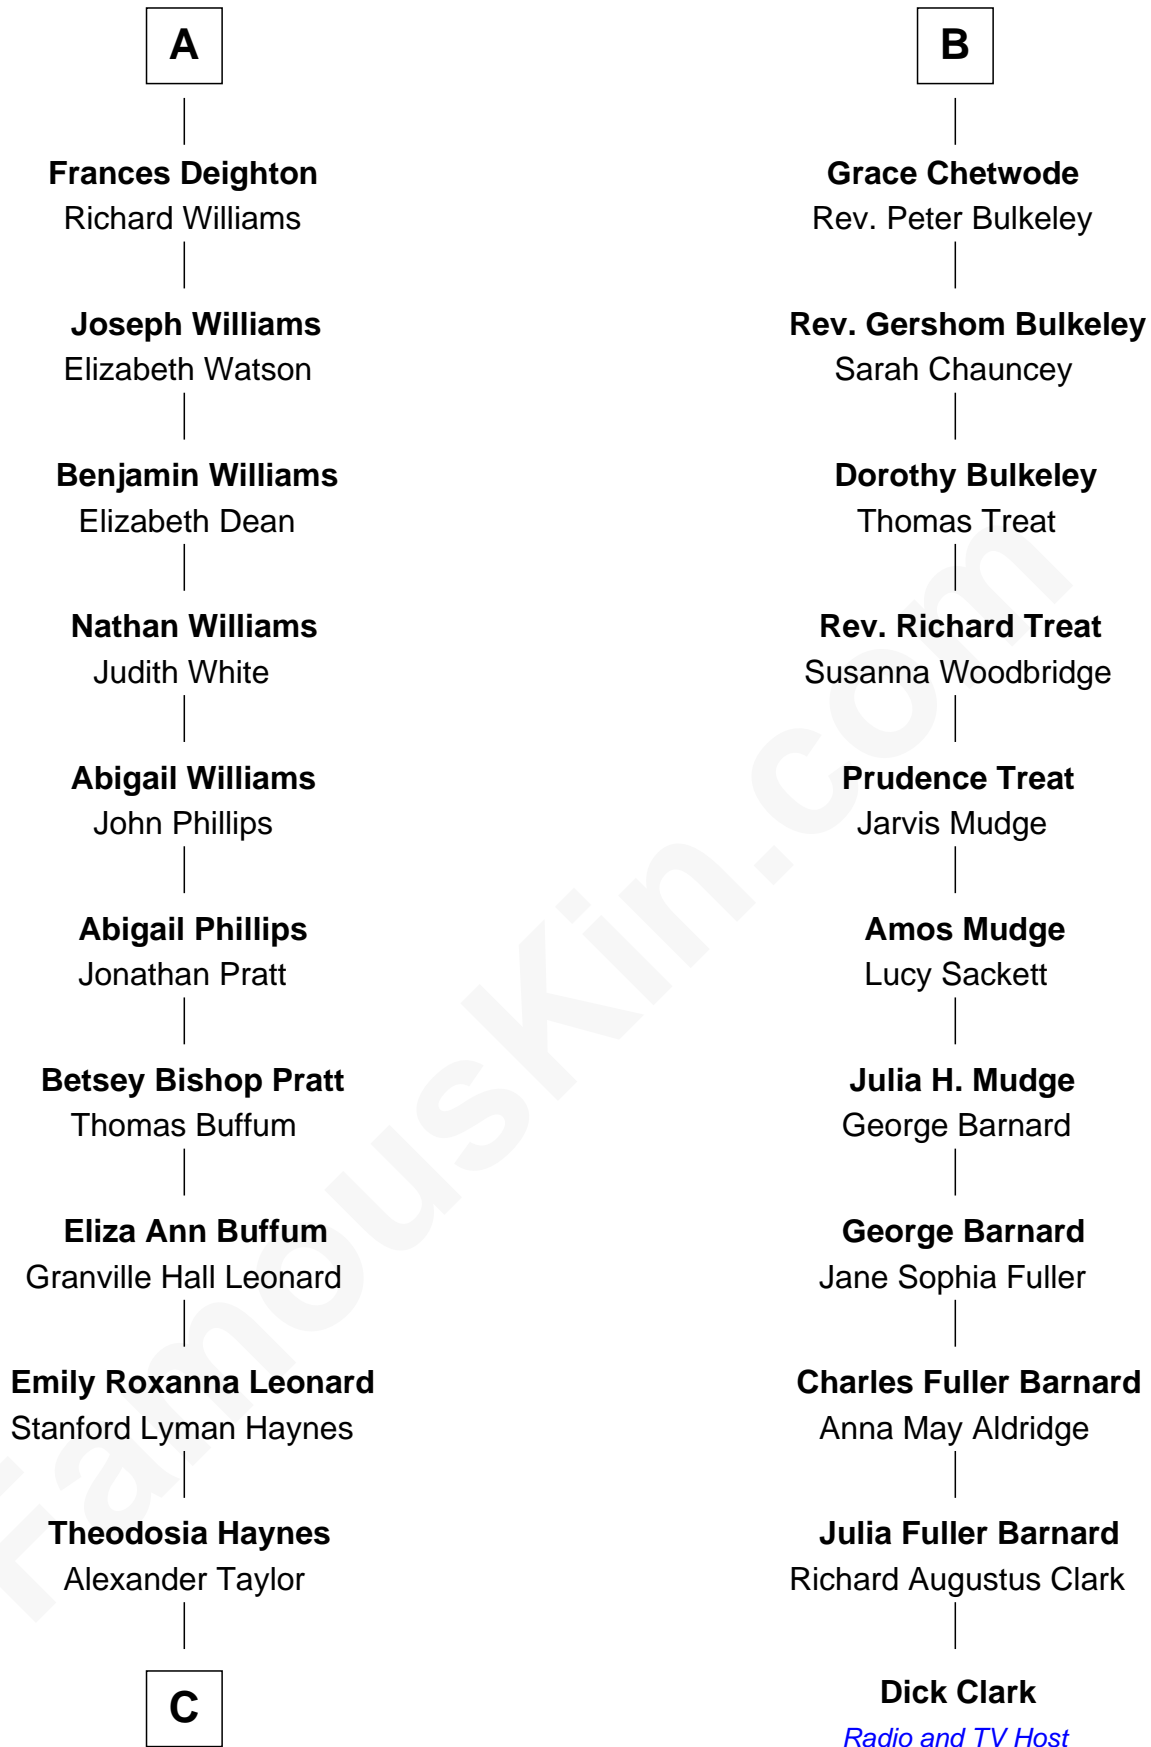 A
Frances Deighton
Richard Williams
Joseph Williams
Elizabeth Watson
Benjamin Williams
Elizabeth Dean
Nathan Williams
Judith White
Abigail Williams
John Phillips
Abigail Phillips
Jonathan Pratt
Betsey Bishop Pratt
Thomas Buffum
Eliza Ann Buffum
Granville Hall Leonard
Emily Roxanna Leonard
Stanford Lyman Haynes
Theodosia Haynes
Alexander Taylor
C
B
Grace Chetwode
Rev. Peter Bulkeley
Rev. Gershom Bulkeley
Sarah Chauncey
Dorothy Bulkeley
Thomas Treat
Rev. Richard Treat
Susanna Woodbridge
Prudence Treat
Jarvis Mudge
Amos Mudge
Lucy Sackett
Julia H. Mudge
George Barnard
George Barnard
Jane Sophia Fuller
Charles Fuller Barnard
Anna May Aldridge
Julia Fuller Barnard
Richard Augustus Clark
Dick Clark
Radio and TV Host
FamousKin.com